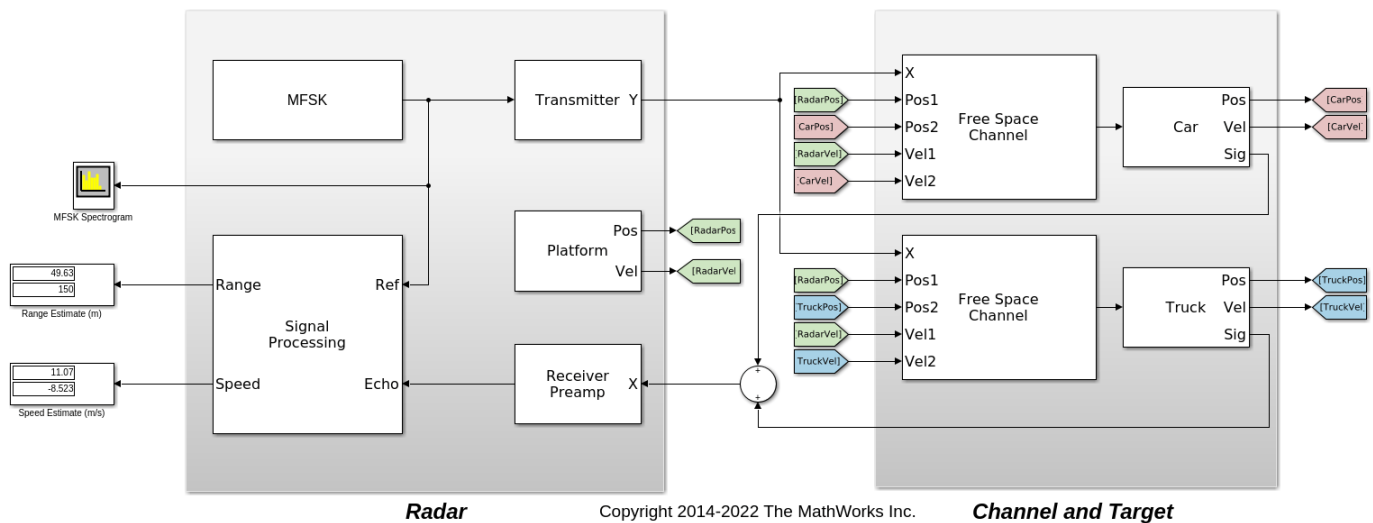 MFSK
Transmitter Y
MFSK Spectrogram
Platform
Pos
Vel
[RadarPos
[RadarVel
49.63
150
Range Estimate (m)
11.07
-8.523
Speed Estimate (m/s)
Range
Ref
Signal
Processing
Speed
Echo
Receiver
Preamp
X
+
+
[RadarPos]
CarPos]
RadarVel]
CarVel]
X
Pos1
Pos2
Vel1
Vel2
Free Space
Channel
Car
Pos
Vel
Sig
[CarPos
[CarVel
[RadarPos]
TruckPos]
RadarVel]
TruckVel]
X
Pos1
Pos2
Vel1
Vel2
Free Space
Channel
Truck
Pos
Vel
Sig
[TruckPos]
[TruckVel
Radar
Copyright 2014-2022 The MathWorks Inc.
Channel and Target